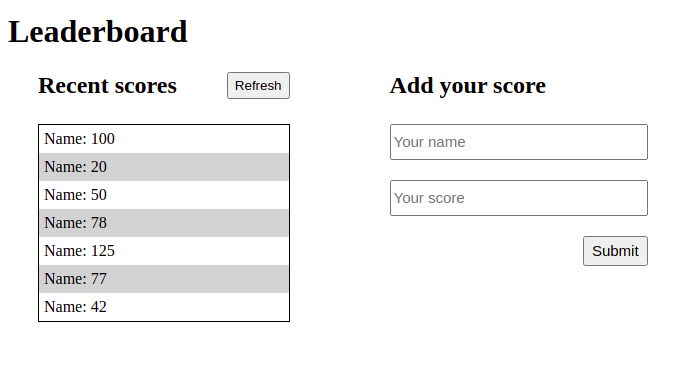 Leaderboard
Recent scores
Refresh
Name: 100
Name: 20
Name: 50
Name: 78
Name: 125
Name: 77
Name: 42
Add your score
Your name
Your score
Submit